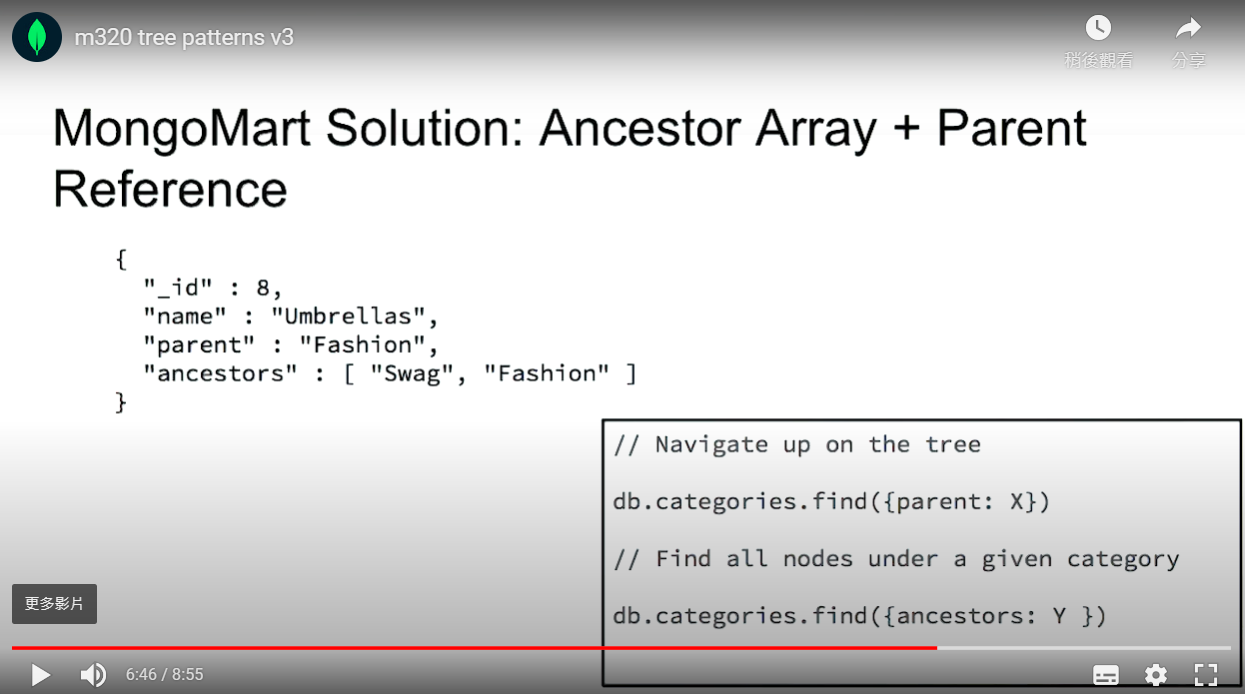 m320 tree patterns v3
稍後觀看
分享
MongoMart Solution: Ancestor Array + Parent
Reference
{
"_id" : 8,
"name" : "Umbrellas",
"parent" : "Fashion",
"ancestors" : [ "Swag", "Fashion" ]
}
// Navigate up on the tree
db.categories.find({parent: X})
// Find all nodes under a given category
db.categories.find({ancestors: Y })
更多影片
6:46 / 8:55